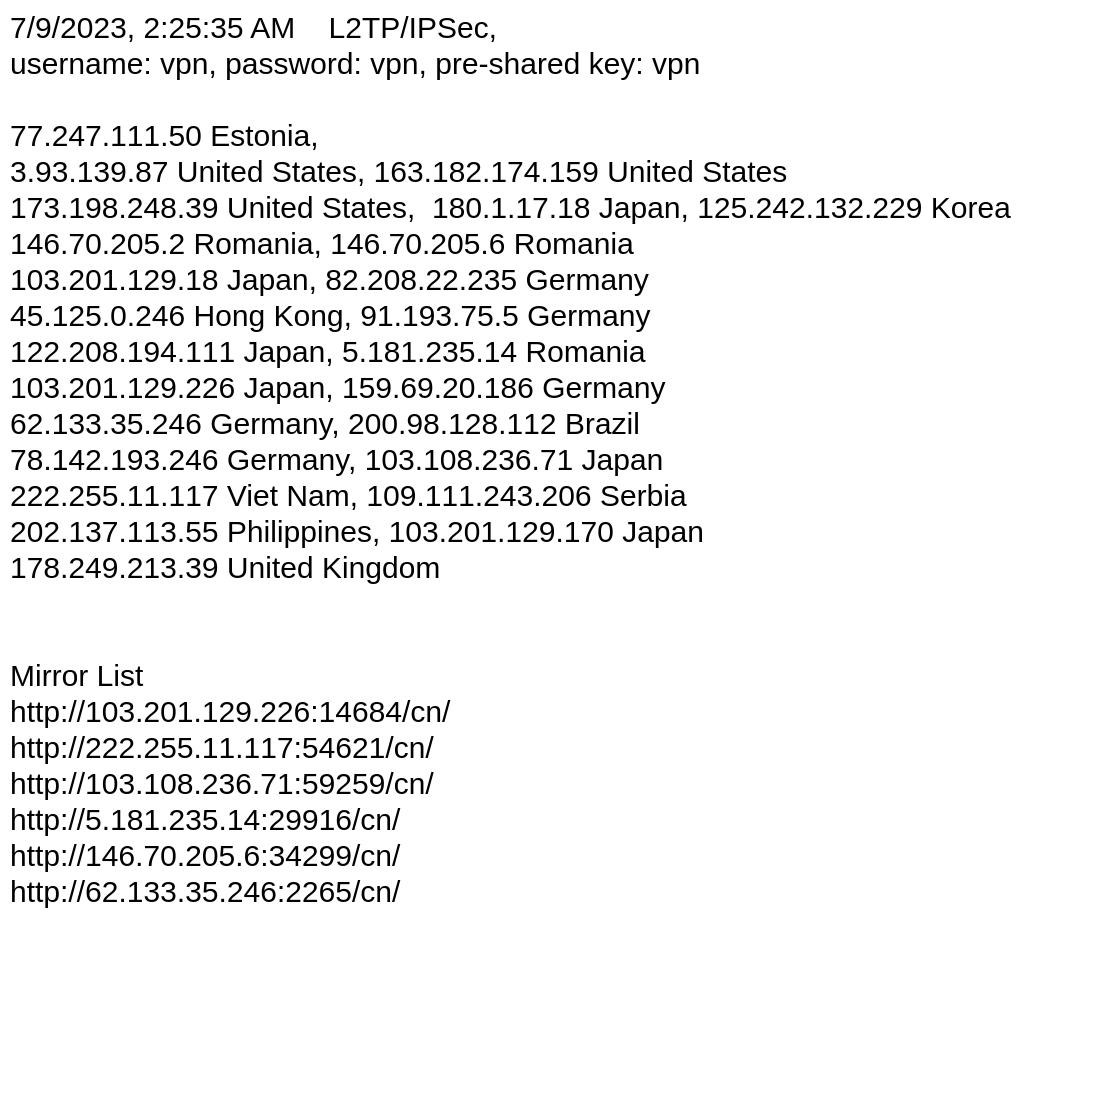 7/9/2023, 2:25:35 AM    L2TP/IPSec,
username: vpn, password: vpn, pre-shared key: vpn
77.247.111.50 Estonia,
3.93.139.87 United States, 163.182.174.159 United States
173.198.248.39 United States,  180.1.17.18 Japan, 125.242.132.229 Korea
146.70.205.2 Romania, 146.70.205.6 Romania
103.201.129.18 Japan, 82.208.22.235 Germany
45.125.0.246 Hong Kong, 91.193.75.5 Germany
122.208.194.111 Japan, 5.181.235.14 Romania
103.201.129.226 Japan, 159.69.20.186 Germany
62.133.35.246 Germany, 200.98.128.112 Brazil
78.142.193.246 Germany, 103.108.236.71 Japan
222.255.11.117 Viet Nam, 109.111.243.206 Serbia
202.137.113.55 Philippines, 103.201.129.170 Japan
178.249.213.39 United Kingdom
Mirror List
http://103.201.129.226:14684/cn/
http://222.255.11.117:54621/cn/
http://103.108.236.71:59259/cn/
http://5.181.235.14:29916/cn/
http://146.70.205.6:34299/cn/
http://62.133.35.246:2265/cn/